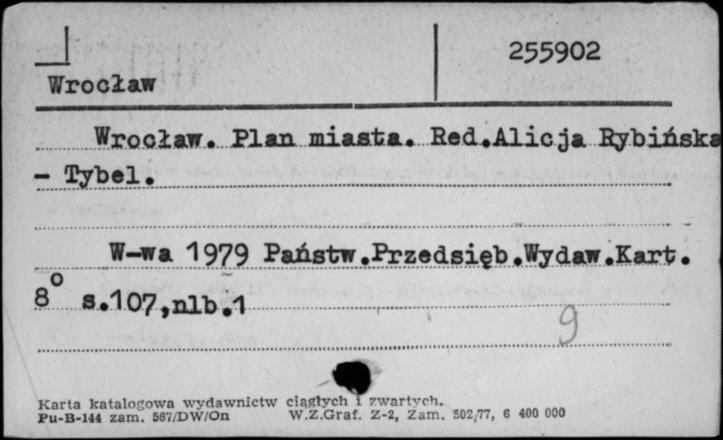 255902
Wrocław
Wrocław. Plan miasta. Red.Alicja Rybińska
- Tybel.
W-wa 1979 Państw.Przedsięb.Wydaw.Kart.
8° s.107,nlb.1
9
Karta katalogowa wydawnictw ciągłych i zwartych.
Pu-B-144 zam. 567/DW/On W.Z.Graf. Z-2, Zam. 502/77, 6 400 000